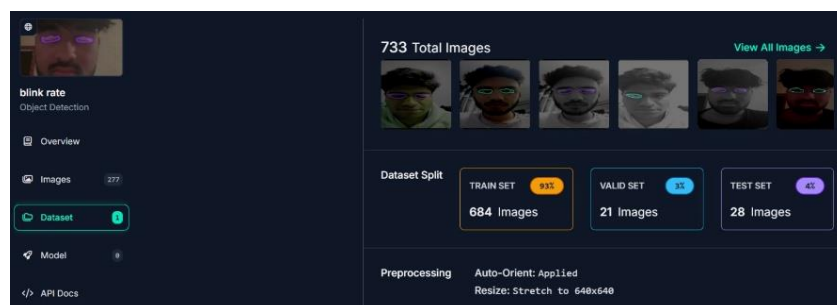 blink rate
Object Detection
Overview
Images 277
Dataset 1
Model 0
</> API Docs
733 Total Images
View All Images →
Dataset Split
TRAIN SET 93%
684 Images
VALID SET 3%
21 Images
TEST SET 4%
28 Images
Preprocessing
Auto-Orient: Applied
Resize: Stretch to 640x640